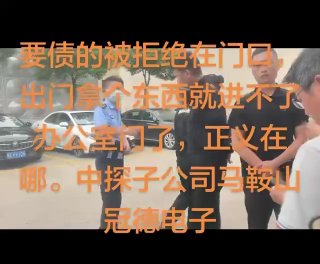 要债的被拒绝在门口，
出门拿个东西就进不了
办公室门了，正义在
哪。中探子公司马鞍山
冠德电子